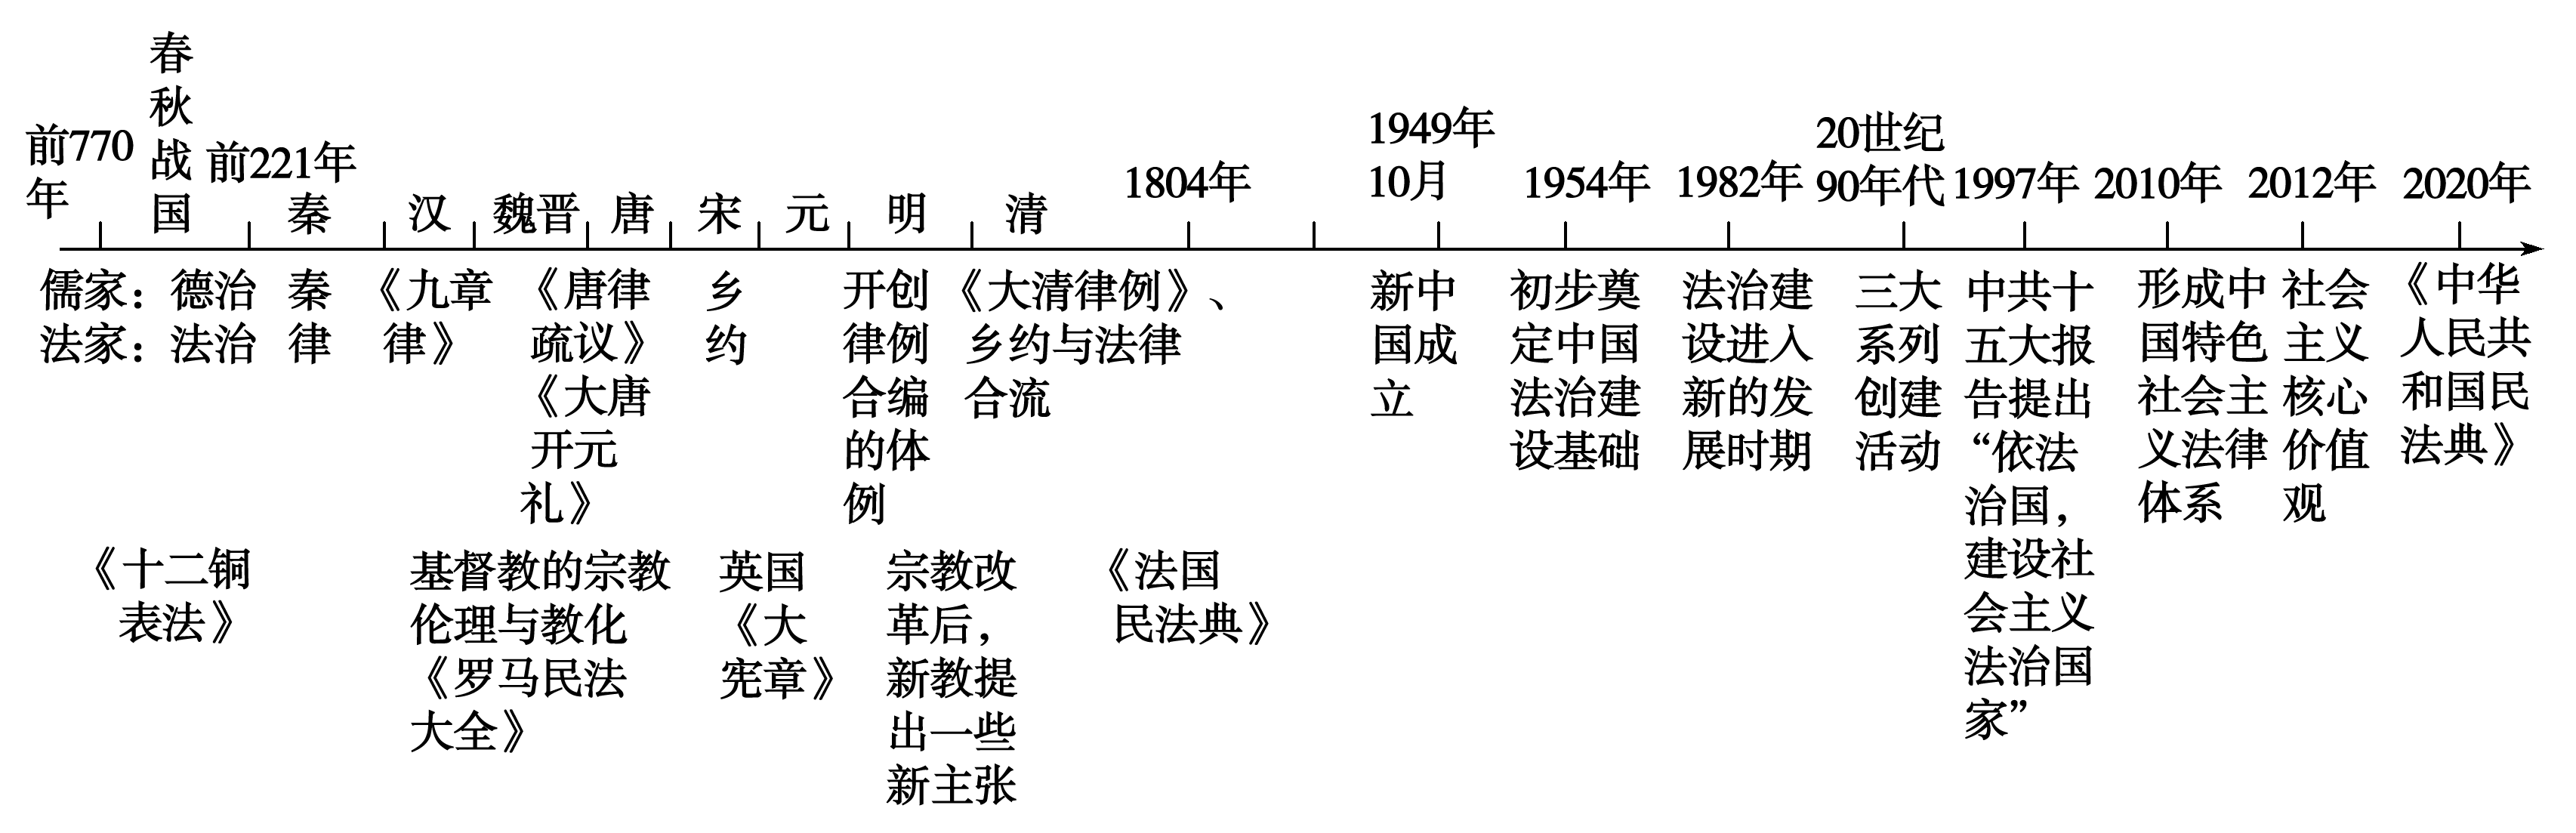 前770年
春秋战国
前221年
秦
汉
魏晋
唐
宋
元
明
清
1804年
1949年
10月
1954年
1982年
20世纪
90年代
1997年
2010年
2012年
2020年
儒家：德治
法家：法治
秦
律
《九章
律》
《唐律
疏议》
《大唐
开元
礼》
乡
约
开创
律例
合编
的体
例
《大清律例》、
乡约与法律
合流
新中
国成
立
初步奠
定中国
法治建
设基础
法治建
设进入
新的发
展时期
三大
系列
创建
活动
中共十
五大报
告提出
“依法
治国，
建设社
会主义
法治国
家”
形成中
国特色
社会主
义法律
体系
社会
主义
核心
价值
观
《中华
人民共
和国民
法典》
《十二铜
表法》
基督教的宗教
伦理与教化
《罗马民法
大全》
英国
《大
宪章》
宗教改
革后，
新教提
出一些
新主张
《法国
民法典》